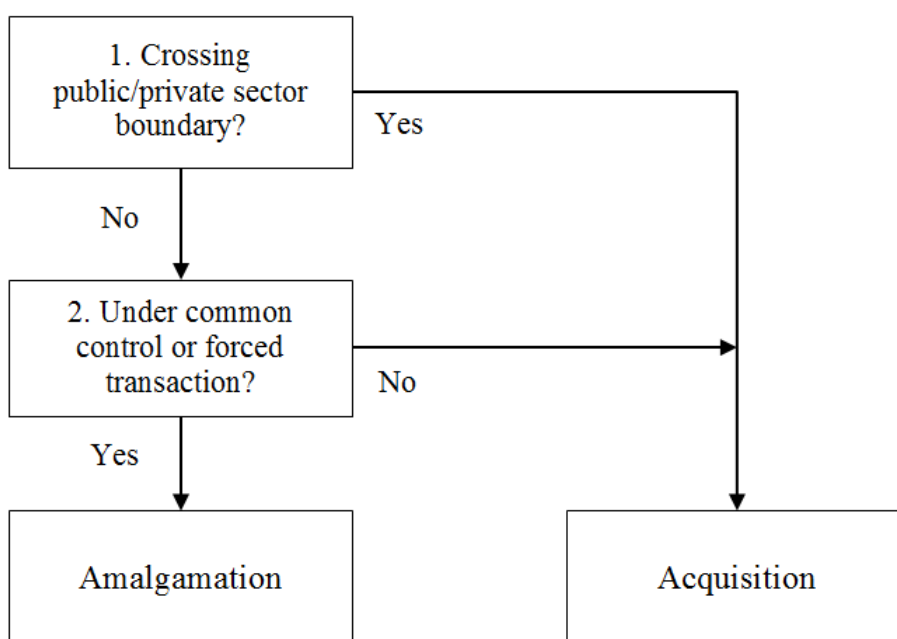 1. Crossing
public/private sector
boundary?
Yes
No
2. Under common
control or forced
transaction?
No
Yes
Amalgamation
Acquisition